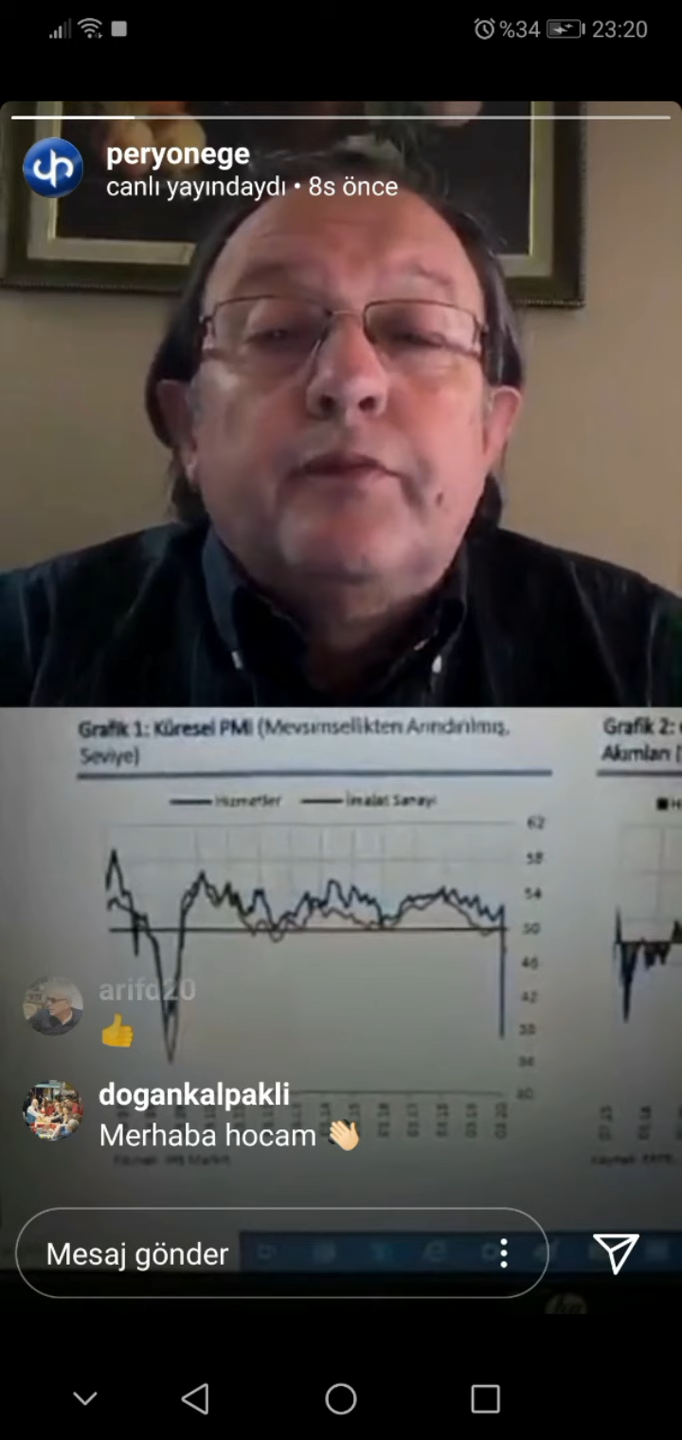 %34 23:20
peryonege
canlı yayındaydı • 8s önce
Grafik 1: Küresel PMI (Mevsimsellikten Arındırılmış,
Seviye)
Grafik 2:
Akımları
Hizmetler İmalat Sanayi
62
58
54
50
46
42
38
34
30
arifd20
dogankalpakli
Merhaba hocam
Mesaj gönder
hp